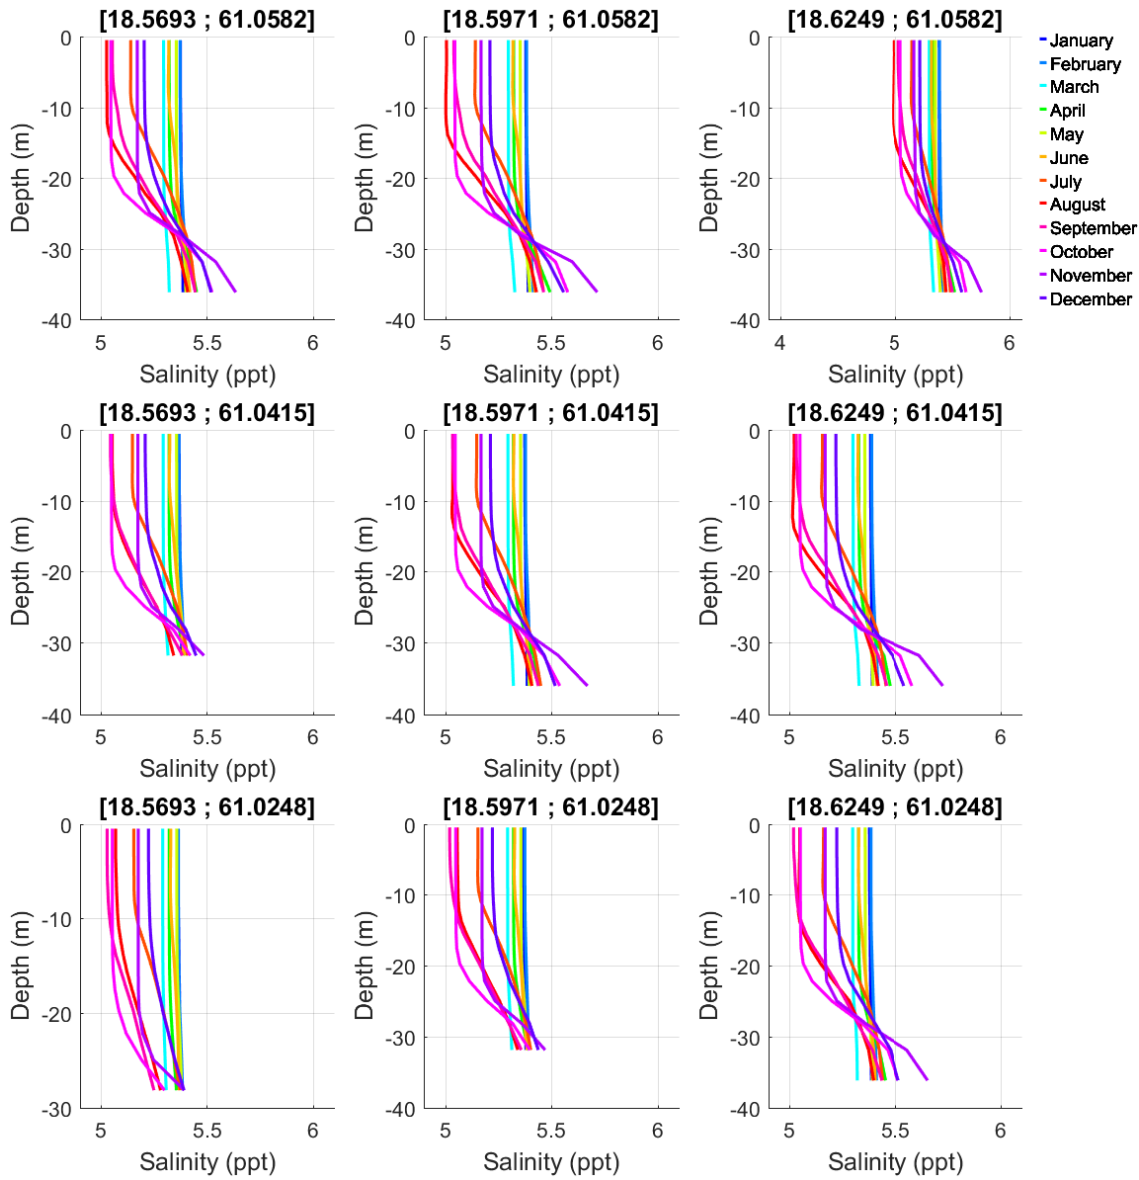 [18.5693 ; 61.0582]
0
-10
-20
-30
-40
5
5.5
6
Depth (m)
Salinity (ppt)
[18.5971 ; 61.0582]
0
-10
-20
-30
-40
5
5.5
6
Depth (m)
Salinity (ppt)
[18.6249 ; 61.0582]
0
-10
-20
-30
-40
4
5
6
Depth (m)
Salinity (ppt)
January
February
March
April
May
June
July
August
September
October
November
December
[18.5693 ; 61.0415]
0
-10
-20
-30
-40
5
5.5
6
Depth (m)
Salinity (ppt)
[18.5971 ; 61.0415]
0
-10
-20
-30
-40
5
5.5
6
Depth (m)
Salinity (ppt)
[18.6249 ; 61.0415]
0
-10
-20
-30
-40
5
5.5
6
Depth (m)
Salinity (ppt)
[18.5693 ; 61.0248]
0
-10
-20
-30
5
5.5
6
Depth (m)
Salinity (ppt)
[18.5971 ; 61.0248]
0
-10
-20
-30
-40
5
5.5
6
Depth (m)
Salinity (ppt)
[18.6249 ; 61.0248]
0
-10
-20
-30
-40
5
5.5
6
Depth (m)
Salinity (ppt)